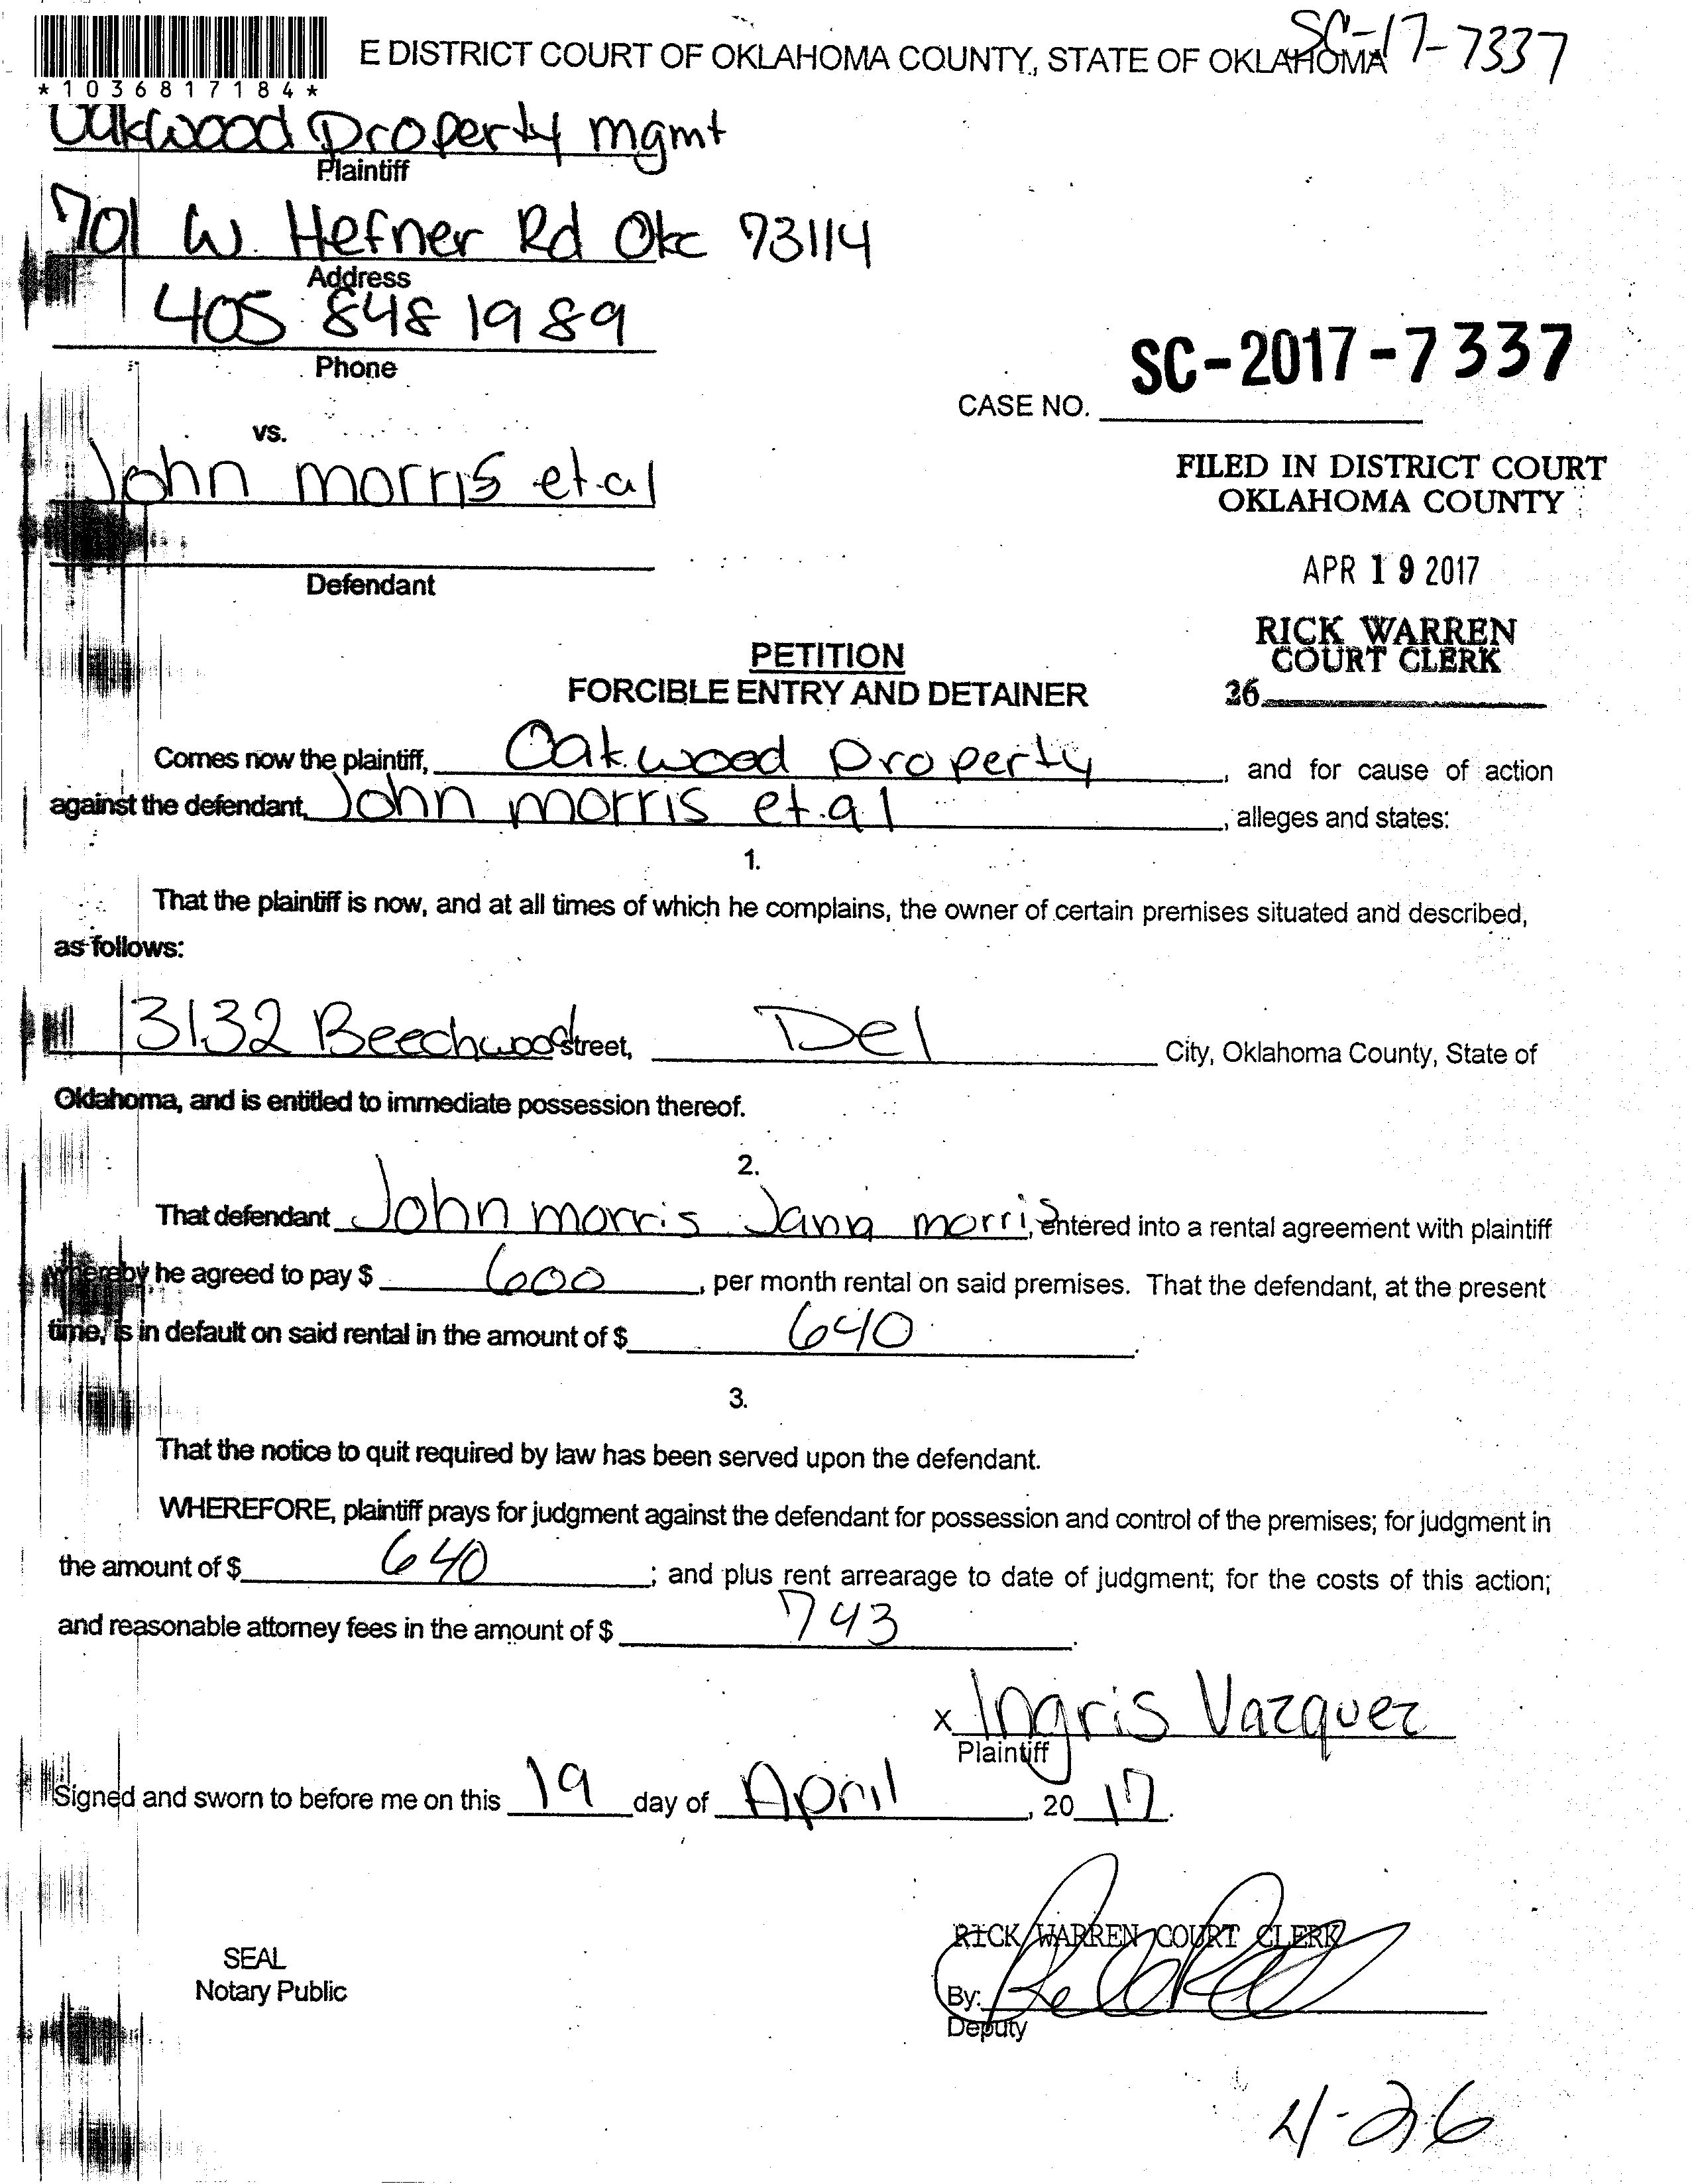 SC-17-7337
E DISTRICT COURT OF OKLAHOMA COUNTY, STATE OF OKLAHOMA
*1036817184*
Oakwood Property mgmt
Plaintiff
701 W. Hefner Rd Okc 73114
Address
405 848 1989
Phone
SC-2017-7337
CASE NO.
vs.
John morris et al
FILED IN DISTRICT COURT
OKLAHOMA COUNTY
APR 19 2017
Defendant
RICK WARREN
COURT CLERK
26
PETITION
FORCIBLE ENTRY AND DETAINER
Comes now the plaintiff, Oakwood Property, and for cause of action
against the defendant, John morris et.al, alleges and states:
1.
That the plaintiff is now, and at all times of which he complains, the owner of certain premises situated and described,
as follows:
3132 Beechwood Street, Del City, Oklahoma County, State of
Oklahoma, and is entitled to immediate possession thereof.
2.
That defendant John morris Jana morris, entered into a rental agreement with plaintiff
whereby he agreed to pay $ 600, per month rental on said premises. That the defendant, at the present
time, is in default on said rental in the amount of $ 640.
3.
That the notice to quit required by law has been served upon the defendant.
WHEREFORE, plaintiff prays for judgment against the defendant for possession and control of the premises; for judgment in
the amount of $ 640; and plus rent arrearage to date of judgment; for the costs of this action;
and reasonable attorney fees in the amount of $ 743.
x Ingris Vazquez
Plaintiff
Signed and sworn to before me on this 19 day of April, 20 17.
RICK WARREN COURT CLERK
SEAL
Notary Public
By:
Deputy
4-26